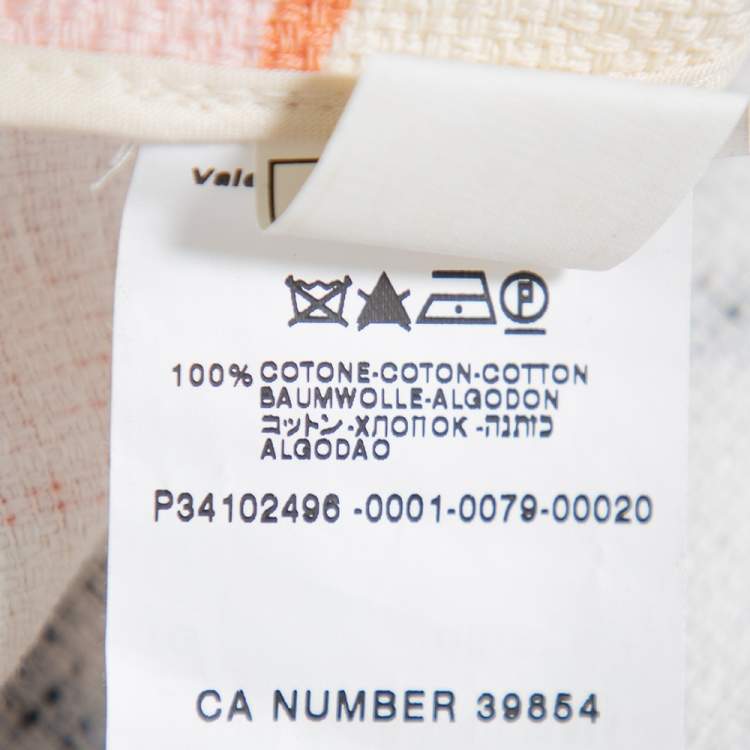 100% COTONE-COTON-COTTON
BAUMWOLLE-ALGODON
コットン-ХЛОПОК -כותנה
ALGODAO
P34102496 -0001-0079-00020
CA NUMBER 39854